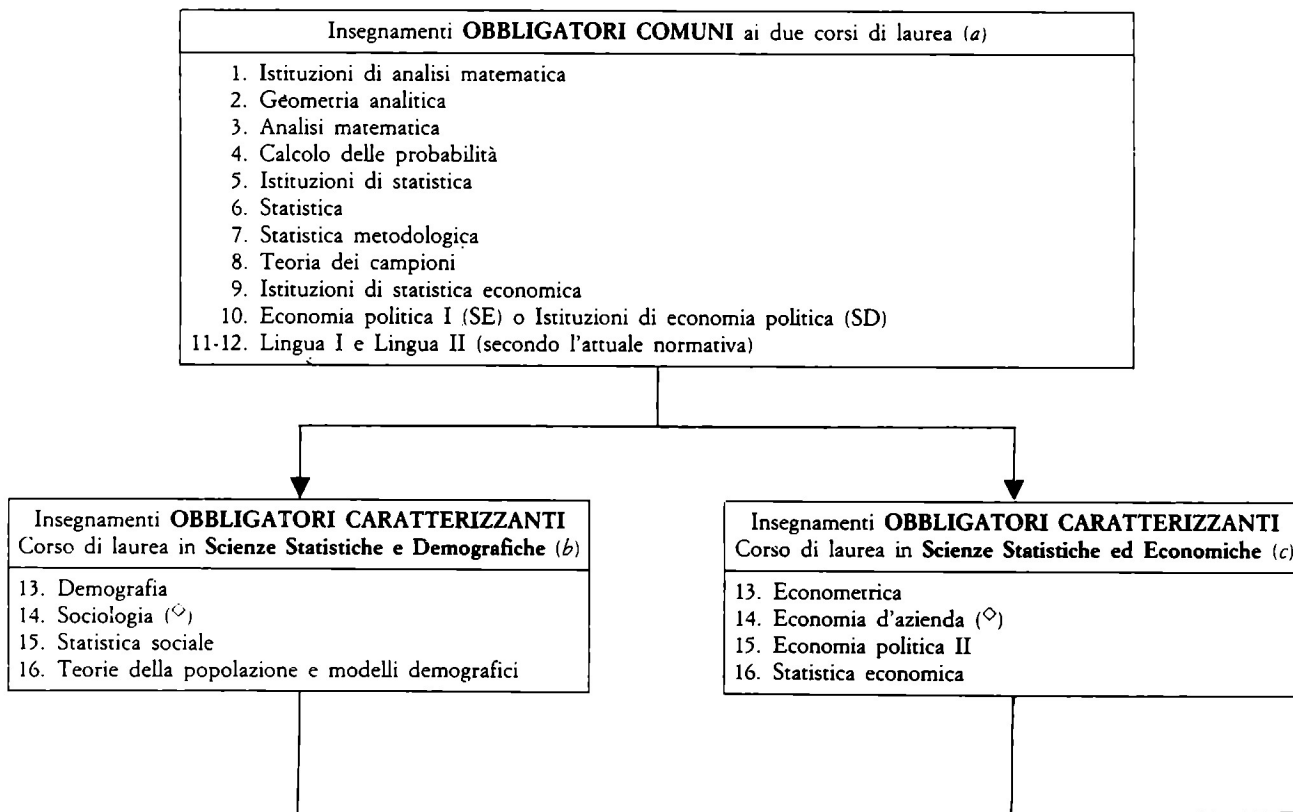 Insegnamenti OBBLIGATORI COMUNI ai due corsi di laurea (a)
1. Istituzioni di analisi matematica
2. Geometria analitica
3. Analisi matematica
4. Calcolo delle probabilità
5. Istituzioni di statistica
6. Statistica
7. Statistica metodologica
8. Teoria dei campioni
9. Istituzioni di statistica economica
10. Economia politica I (SE) o Istituzioni di economia politica (SD)
11-12. Lingua I e Lingua II (secondo l'attuale normativa)
Insegnamenti OBBLIGATORI CARATTERIZZANTI
Corso di laurea in Scienze Statistiche e Demografiche (b)
13. Demografia
14. Sociologia (◇)
15. Statistica sociale
16. Teorie della popolazione e modelli demografici
Insegnamenti OBBLIGATORI CARATTERIZZANTI
Corso di laurea in Scienze Statistiche ed Economiche (c)
13. Econometrica
14. Economia d'azienda (◇)
15. Economia politica II
16. Statistica economica